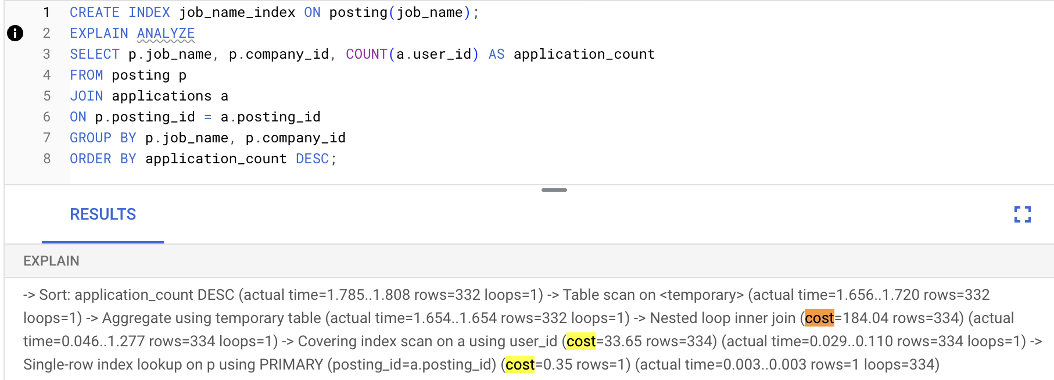 1 CREATE INDEX job_name_index ON posting(job_name);
2 EXPLAIN ANALYZE
3 SELECT p.job_name, p.company_id, COUNT(a.user_id) AS application_count
4 FROM posting p
5 JOIN applications a
6 ON p.posting_id = a.posting_id
7 GROUP BY p.job_name, p.company_id
8 ORDER BY application_count DESC;
RESULTS
EXPLAIN
-> Sort: application_count DESC (actual time=1.785..1.808 rows=332 loops=1) -> Table scan on <temporary> (actual time=1.656..1.720 rows=332
loops=1) -> Aggregate using temporary table (actual time=1.654..1.654 rows=332 loops=1) -> Nested loop inner join (cost=184.04 rows=334) (actual
time=0.046..1.277 rows=334 loops=1) -> Covering index scan on a using user_id (cost=33.65 rows=334) (actual time=0.029..0.110 rows=334 loops=1) ->
Single-row index lookup on p using PRIMARY (posting_id=a.posting_id) (cost=0.35 rows=1) (actual time=0.003..0.003 rows=1 loops=334)